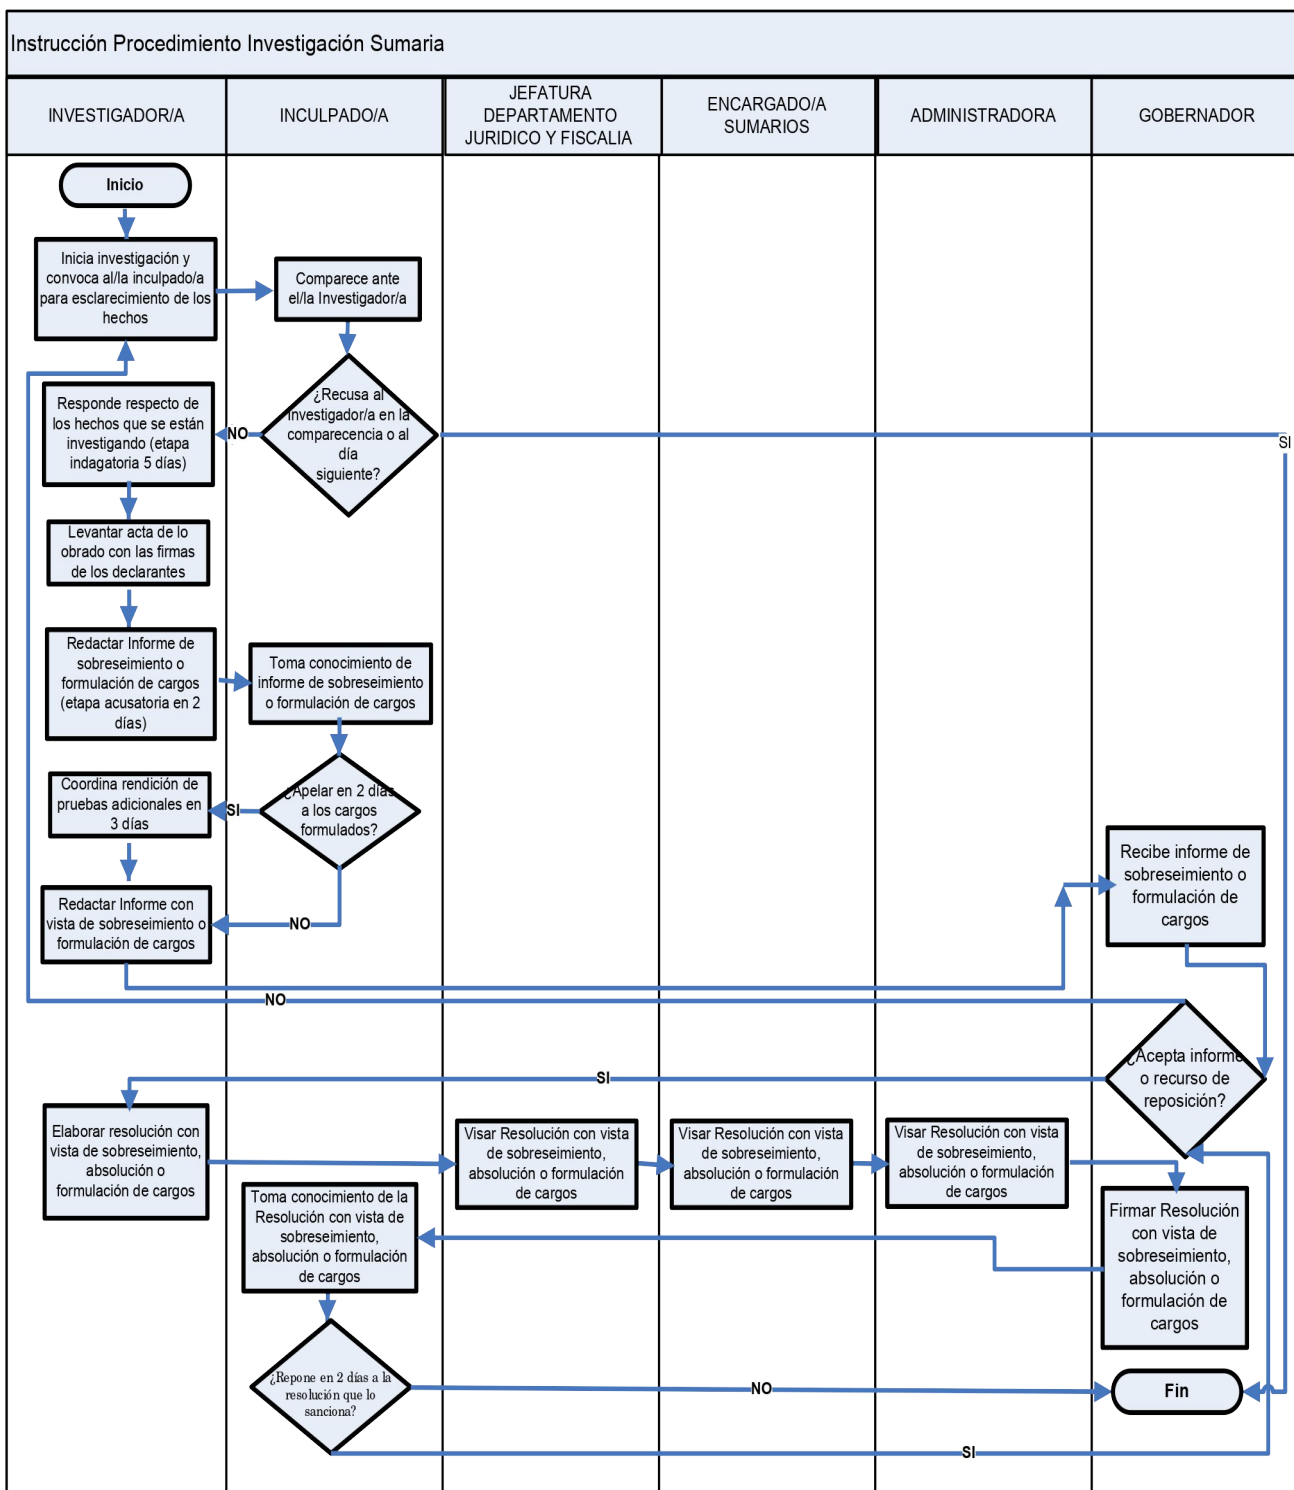 Instrucción Procedimiento Investigación Sumaria
INVESTIGADOR/A
INCULPADO/A
JEFATURA
DEPARTAMENTO
JURIDICO Y FISCALIA
ENCARGADO/A
SUMARIOS
ADMINISTRADORA
GOBERNADOR
Inicio
Inicia investigación y
convoca al/la inculpado/a
para esclarecimiento de los
hechos
Comparece ante
el/la Investigador/a
¿Recusa al
Investigador/a en la
comparecencia o al
día
siguiente?
NO
SI
Responde respecto de
los hechos que se están
investigando (etapa
indagatoria 5 días)
Levantar acta de lo
obrado con las firmas
de los declarantes
Redactar Informe de
sobreseimiento o
formulación de cargos
(etapa acusatoria en 2
días)
Toma conocimiento de
informe de sobreseimiento
o formulación de cargos
¿Apelar en 2 días
a los cargos
formulados?
SI
Coordina rendición de
pruebas adicionales en
3 días
NO
Redactar Informe con
vista de sobreseimiento o
formulación de cargos
Recibe informe de
sobreseimiento o
formulación de
cargos
NO
¿Acepta informe
o recurso de
reposición?
SI
Elaborar resolución con
vista de sobreseimiento,
absolución o
formulación de cargos
Visar Resolución con vista
de sobreseimiento,
absolución o formulación
de cargos
Visar Resolución con vista
de sobreseimiento,
absolución o formulación
de cargos
Visar Resolución con vista
de sobreseimiento,
absolución o formulación
de cargos
Firmar Resolución
con vista de
sobreseimiento,
absolución o
formulación de
cargos
Toma conocimiento de la
Resolución con vista de
sobreseimiento,
absolución o formulación
de cargos
¿Repone en 2 días a la
resolución que lo
sanciona?
NO
Fin
SI